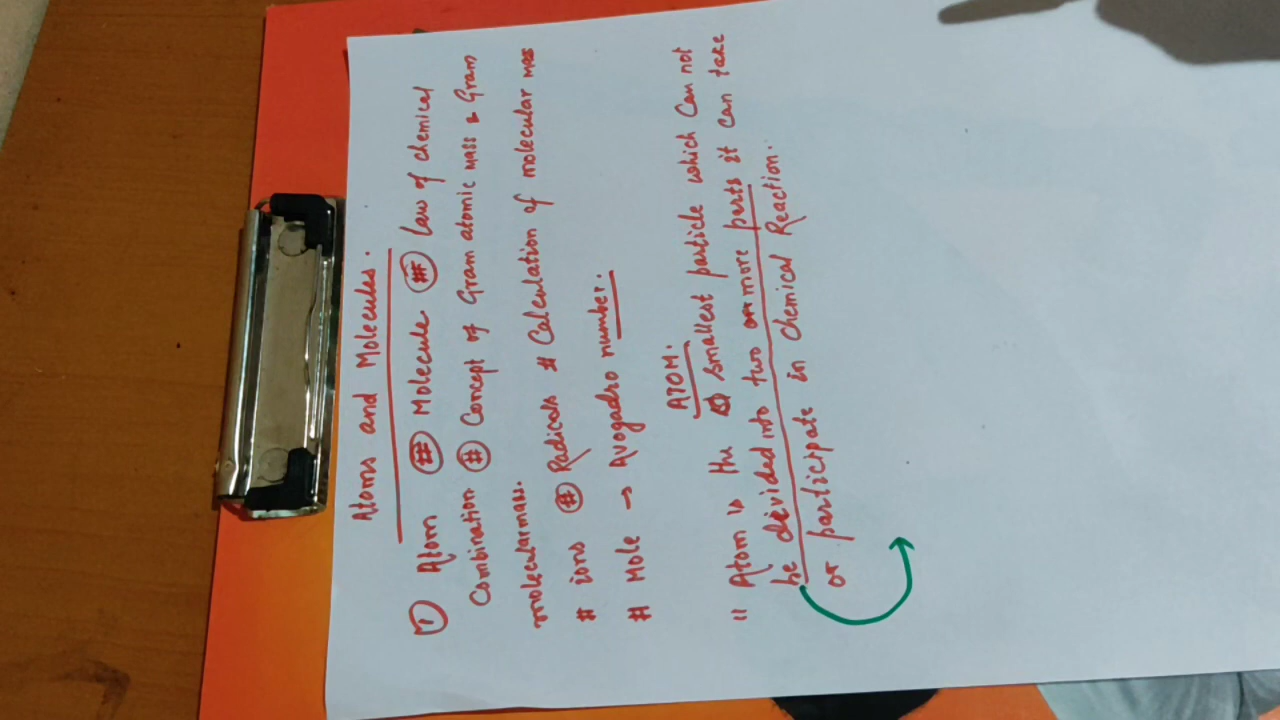 Atoms and Molecules.
① Atom # Molecule # Law of chemical
Combination # Concept of Gram atomic mass & Gram
molecularmass.
# ions # Radicals # Calculation of molecular mass
# Mole → Avogadro number.
ATOM.
" Atom is the smallest particle which Can not
be devided into two or more parts it can take
or participate in Chemical Reaction.